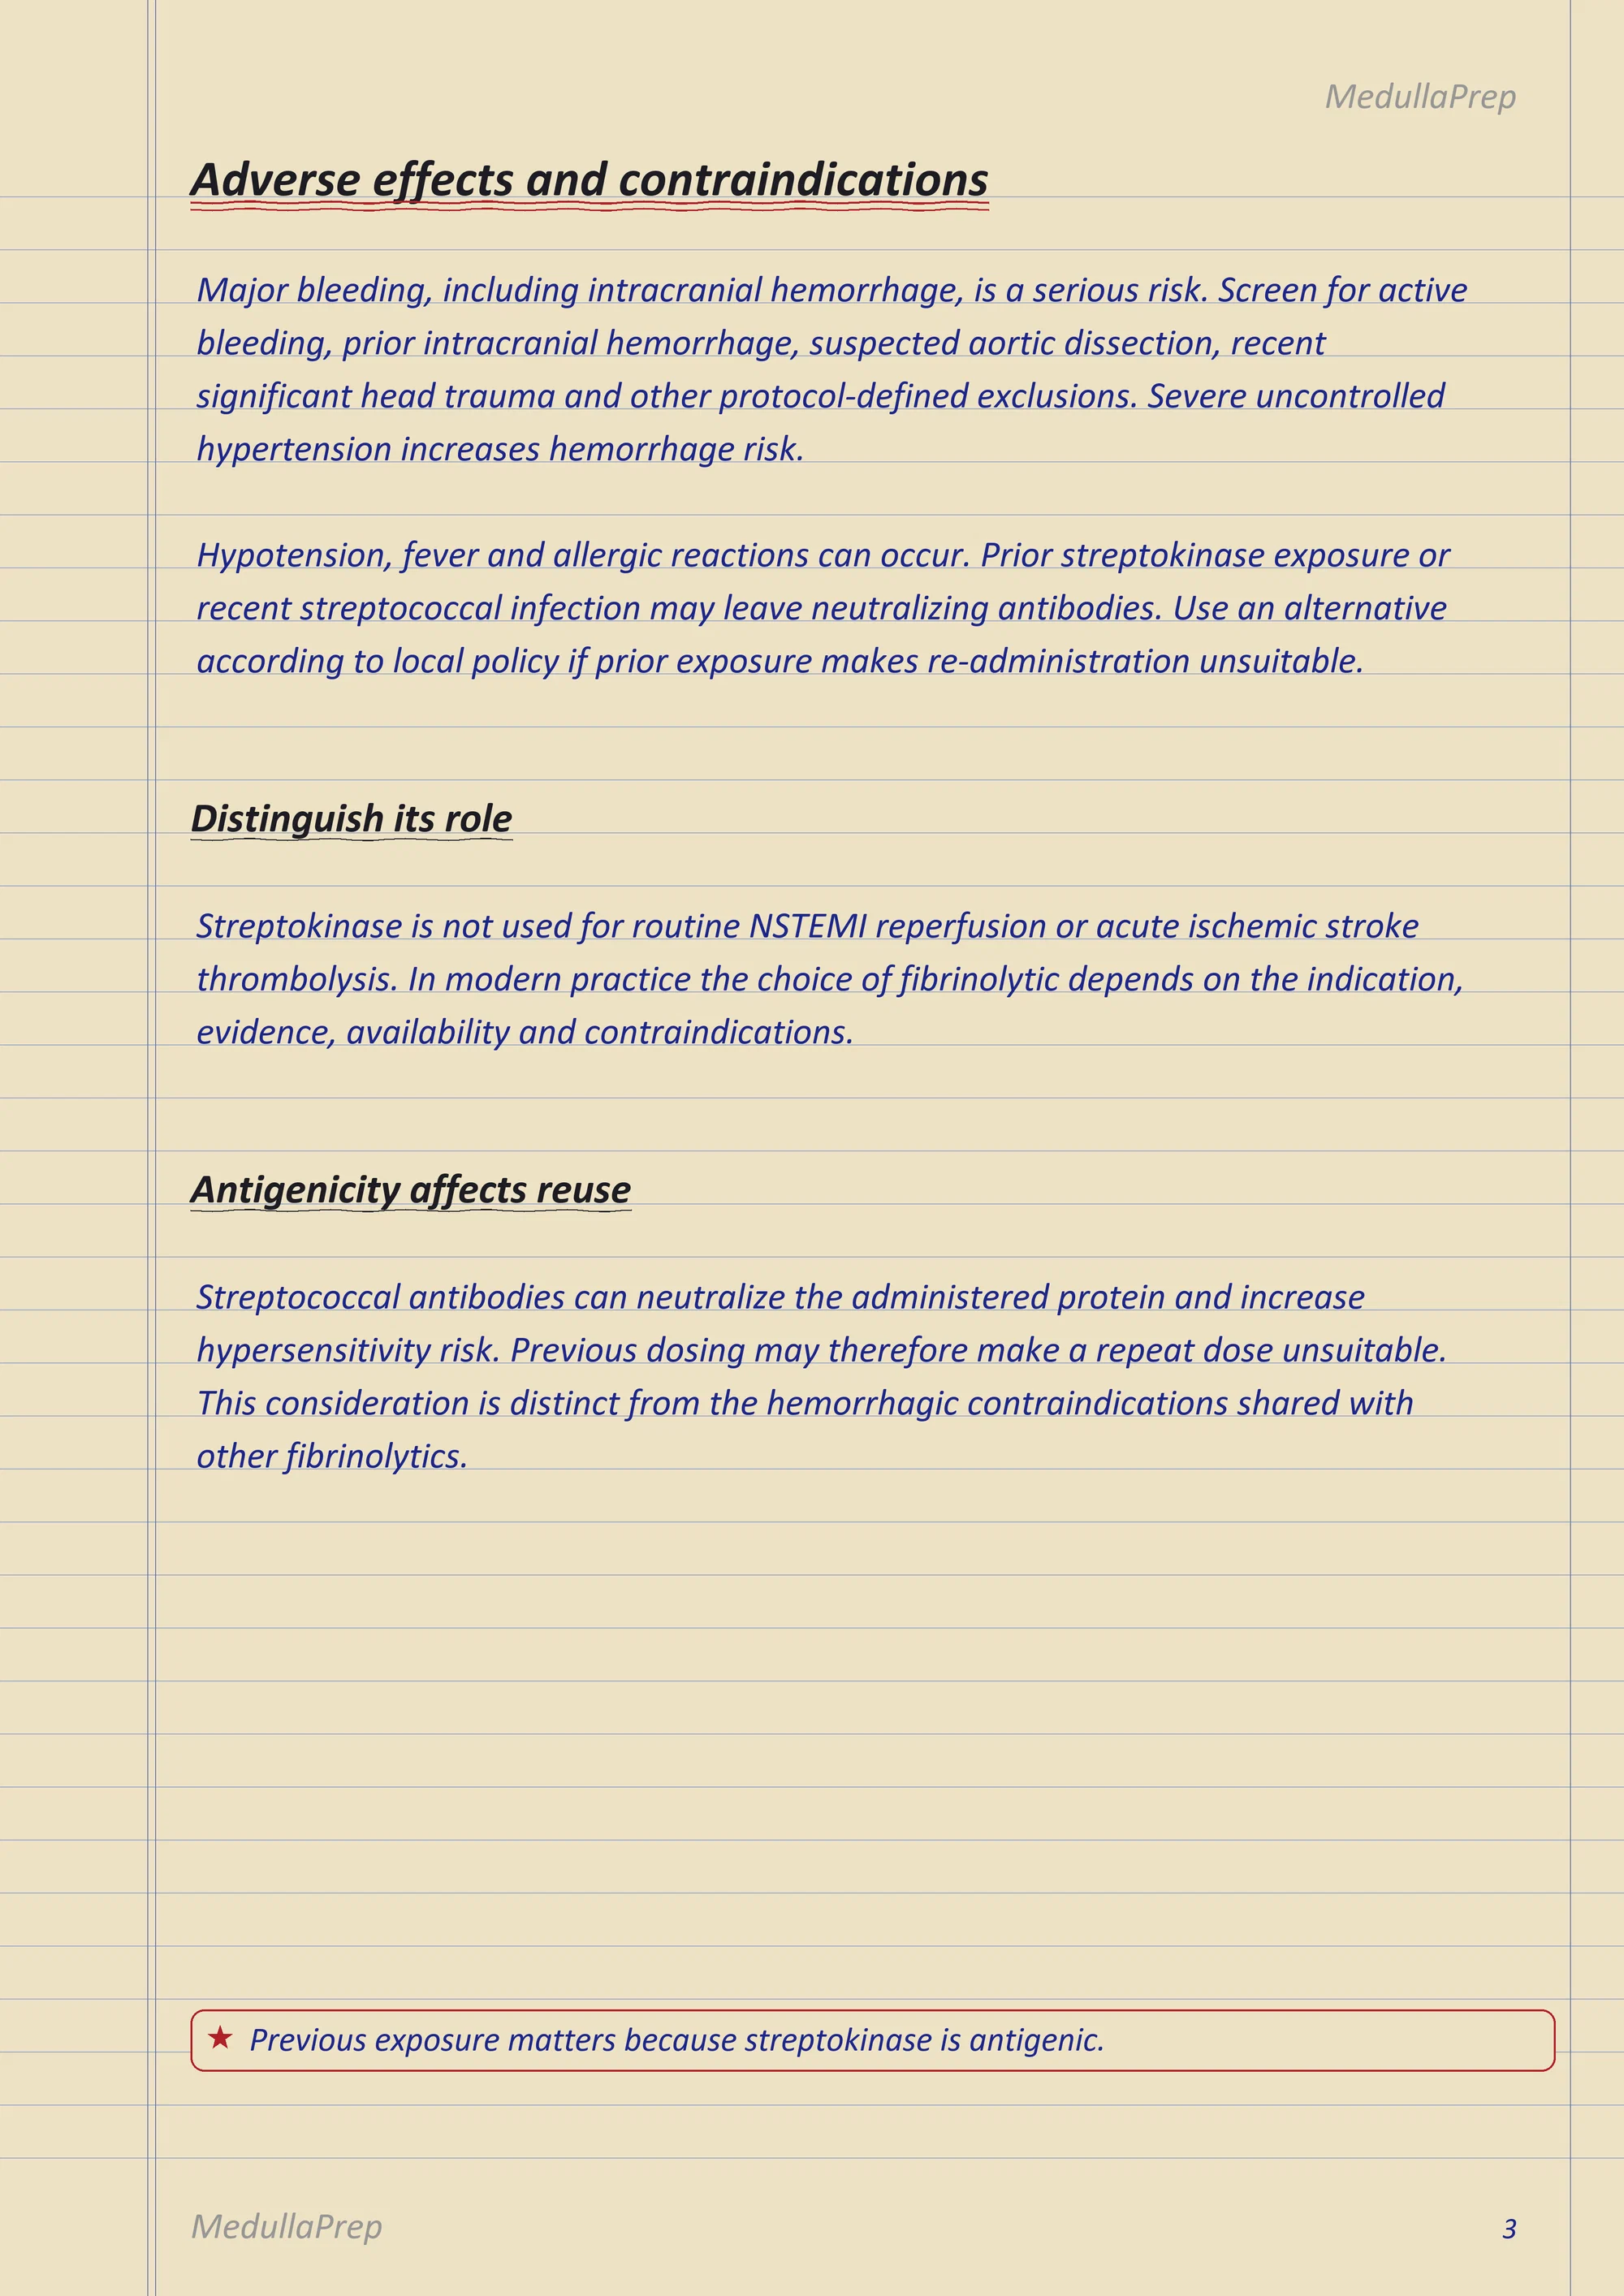 MedullaPrep
Adverse effects and contraindications
Major bleeding, including intracranial hemorrhage, is a serious risk. Screen for active
bleeding, prior intracranial hemorrhage, suspected aortic dissection, recent
significant head trauma and other protocol-defined exclusions. Severe uncontrolled
hypertension increases hemorrhage risk.
Hypotension, fever and allergic reactions can occur. Prior streptokinase exposure or
recent streptococcal infection may leave neutralizing antibodies. Use an alternative
according to local policy if prior exposure makes re-administration unsuitable.
Distinguish its role
Streptokinase is not used for routine NSTEMI reperfusion or acute ischemic stroke
thrombolysis. In modern practice the choice of fibrinolytic depends on the indication,
evidence, availability and contraindications.
Antigenicity affects reuse
Streptococcal antibodies can neutralize the administered protein and increase
hypersensitivity risk. Previous dosing may therefore make a repeat dose unsuitable.
This consideration is distinct from the hemorrhagic contraindications shared with
other fibrinolytics.
★ Previous exposure matters because streptokinase is antigenic.
MedullaPrep
3